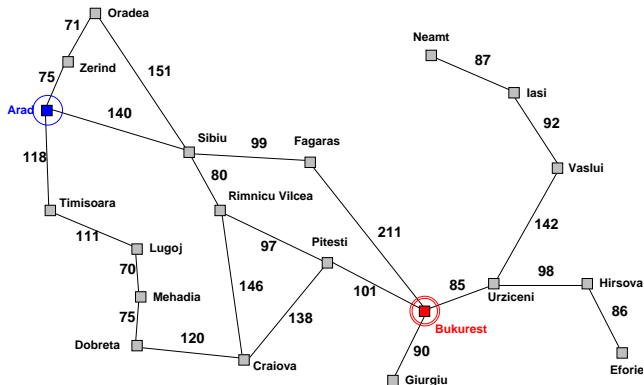 71
Oradea
Neamt
87
Zerind
75
151
Iasi
Arad
140
92
Sibiu
99
Fagaras
118
80
Vaslui
Timisoara
Rimnicu Vilcea
111
97
211
142
Lugoj
Pitesti
70
146
101
85
98
Hirsova
Mehadia
Urziceni
75
138
86
120
Bukurest
Dobreta
90
Craiova
Eforie
Giurgiu